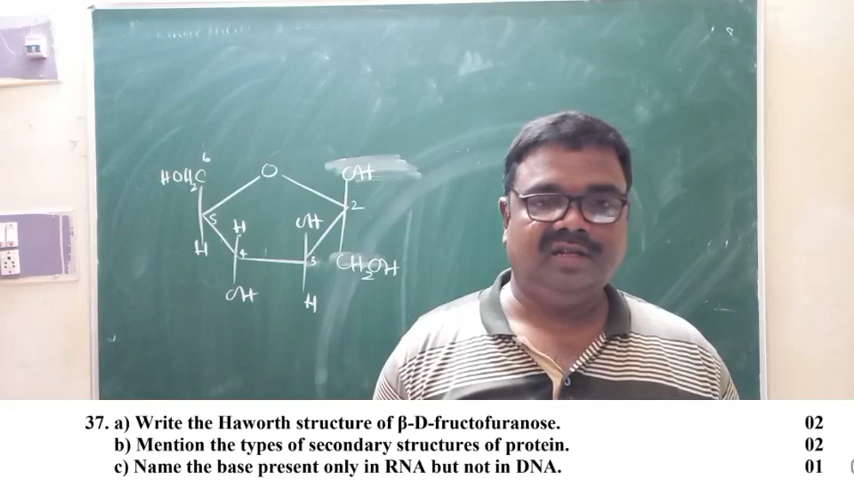 6
HOH₂C O OH
5 H OH 2
H 4 3 CH₂OH
OH H
37. a) Write the Haworth structure of β-D-fructofuranose. 02
b) Mention the types of secondary structures of protein. 02
c) Name the base present only in RNA but not in DNA. 01